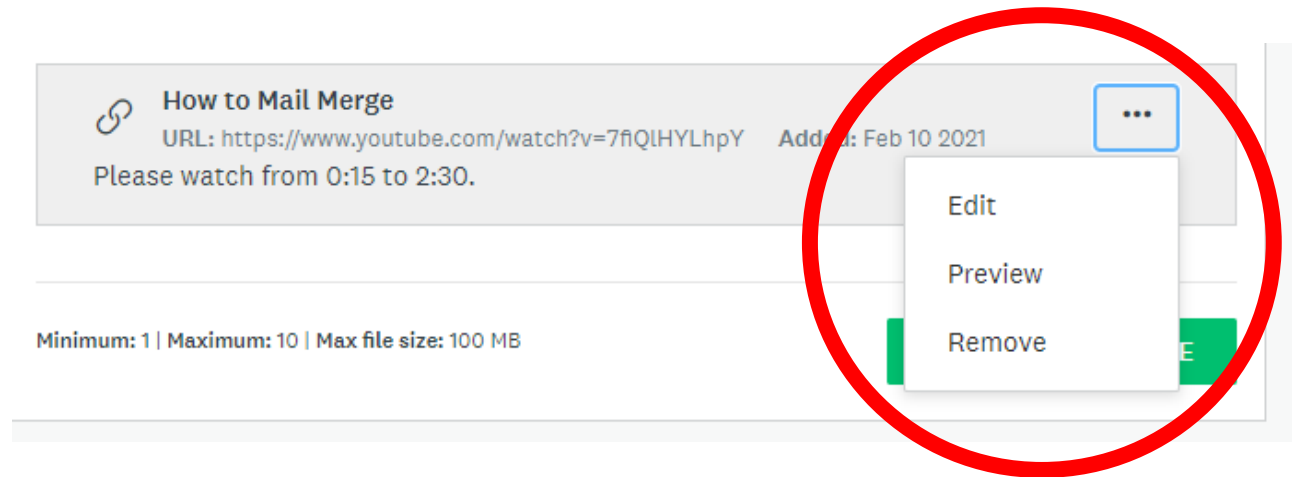 How to Mail Merge
URL: https://www.youtube.com/watch?v=7fiQlHYLhpY Added: Feb 10 2021
Please watch from 0:15 to 2:30.
...
Edit
Preview
Remove
Minimum: 1 | Maximum: 10 | Max file size: 100 MB
E